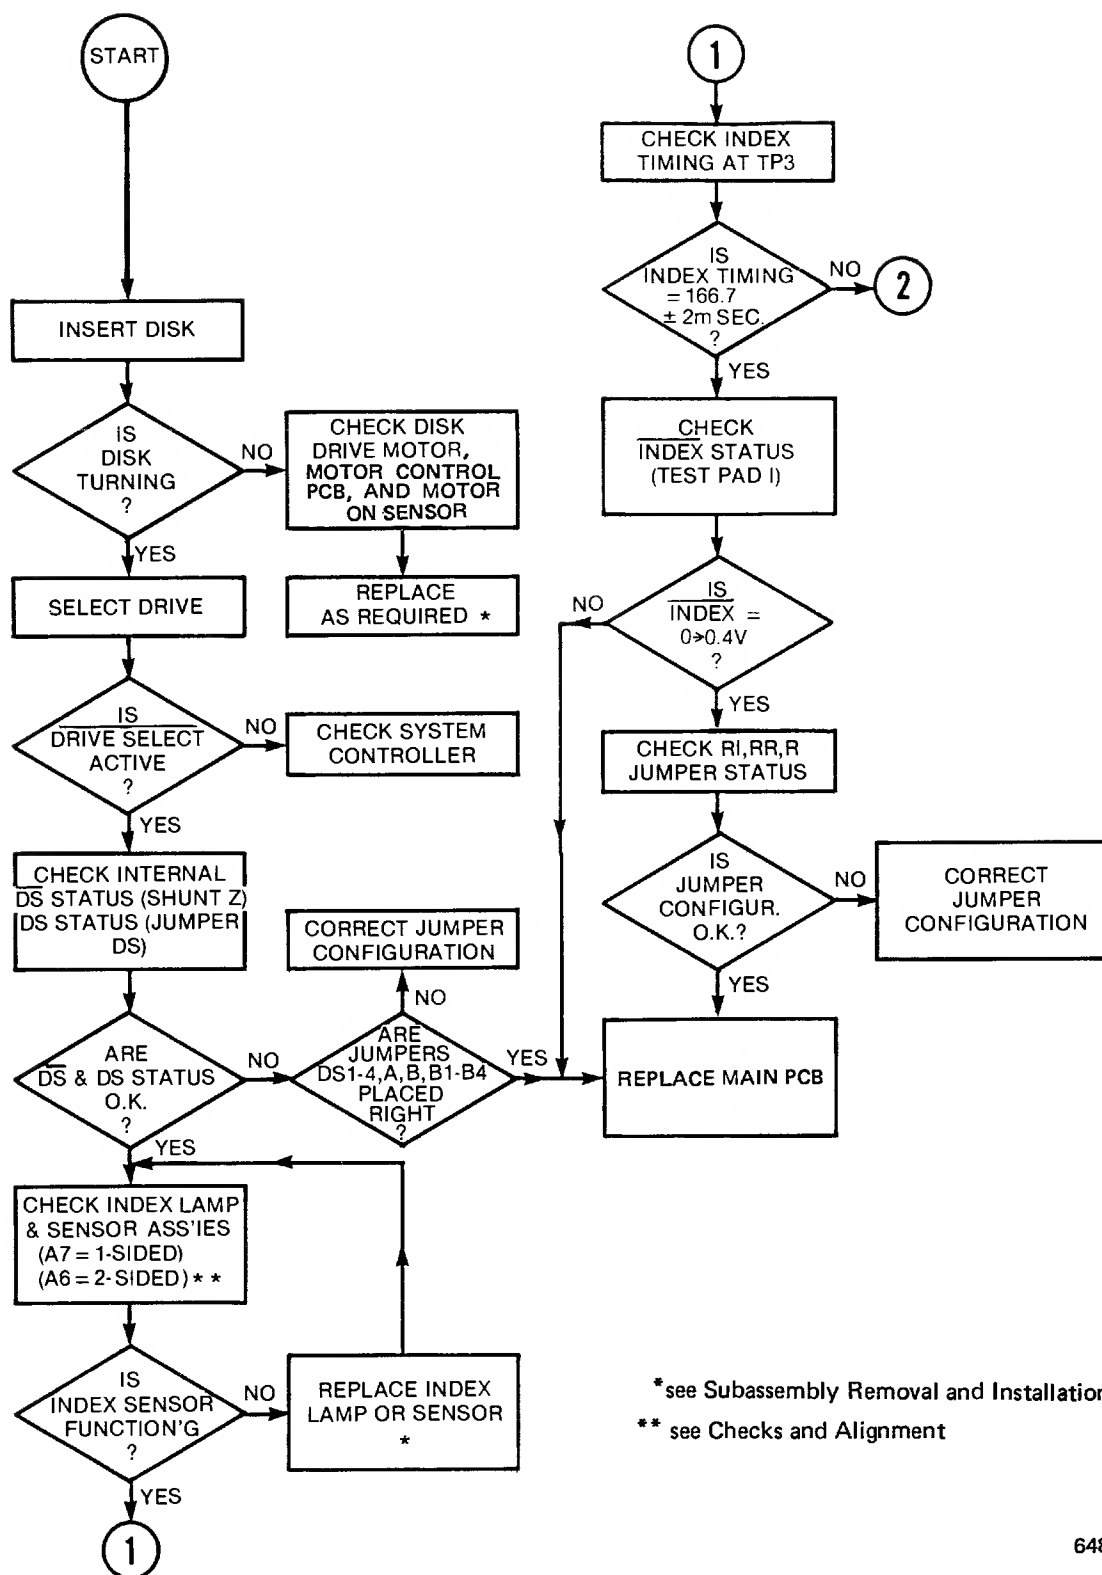 START
INSERT DISK
IS
DISK
TURNING
?
NO
CHECK DISK
DRIVE MOTOR,
MOTOR CONTROL
PCB, AND MOTOR
ON SENSOR
REPLACE
AS REQUIRED *
YES
SELECT DRIVE
IS
DRIVE SELECT
ACTIVE
?
NO
CHECK SYSTEM
CONTROLLER
YES
CHECK INTERNAL
DS STATUS (SHUNT Z)
DS STATUS (JUMPER
DS)
ARE
DS & DS STATUS
O.K.
?
NO
ARE
JUMPERS
DS1-4,A,B,B1-B4
PLACED
RIGHT
?
NO
CORRECT JUMPER
CONFIGURATION
YES
YES
CHECK INDEX LAMP
& SENSOR ASS'IES
(A7 = 1-SIDED)
(A6 = 2-SIDED) * *
IS
INDEX SENSOR
FUNCTION'G
?
NO
REPLACE INDEX
LAMP OR SENSOR
*
YES
1
1
CHECK INDEX
TIMING AT TP3
IS
INDEX TIMING
= 166.7
± 2m SEC.
?
NO
2
YES
CHECK
INDEX STATUS
(TEST PAD I)
IS
INDEX =
0→0.4V
?
NO
YES
CHECK RI,RR,R
JUMPER STATUS
IS
JUMPER
CONFIGUR.
O.K.?
NO
CORRECT
JUMPER
CONFIGURATION
YES
REPLACE MAIN PCB
*see Subassembly Removal and Installation
** see Checks and Alignment
648